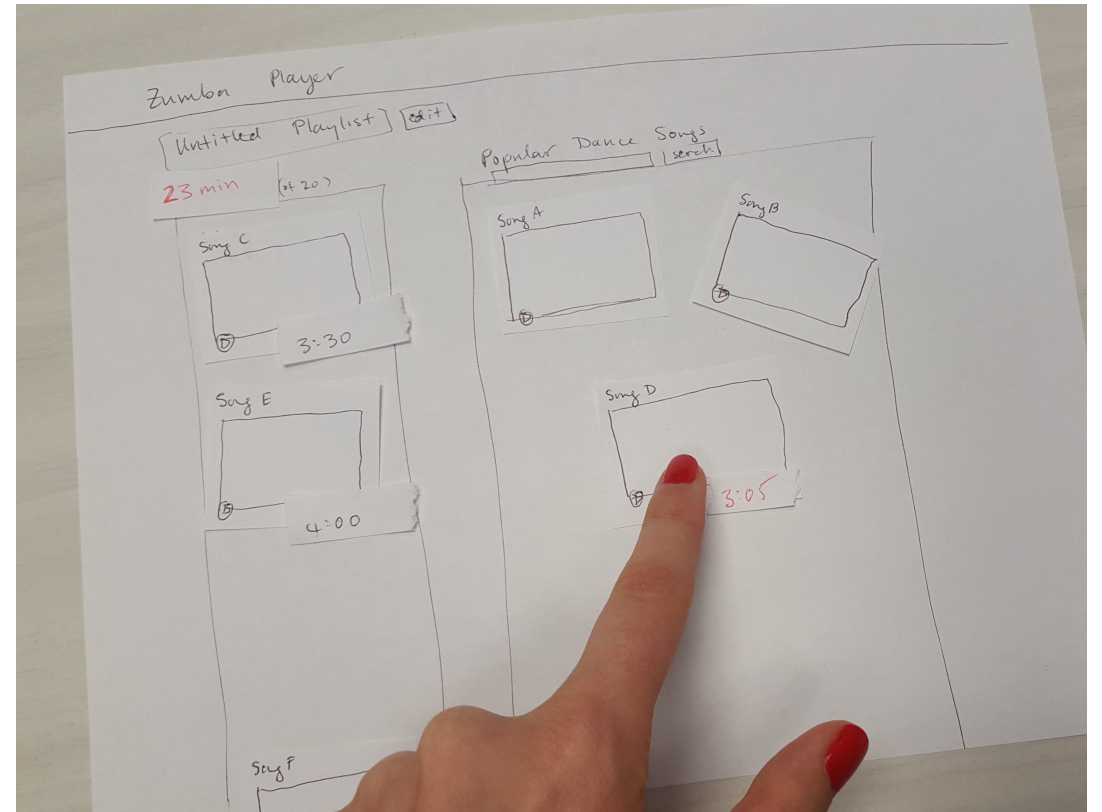 Zumba Player
Untitled Playlist edit
23 min (of 20)
Song C
3:30
Song E
4:00
Song F
Popular Dance Songs
serch
Song A
Song B
Song D
3:05